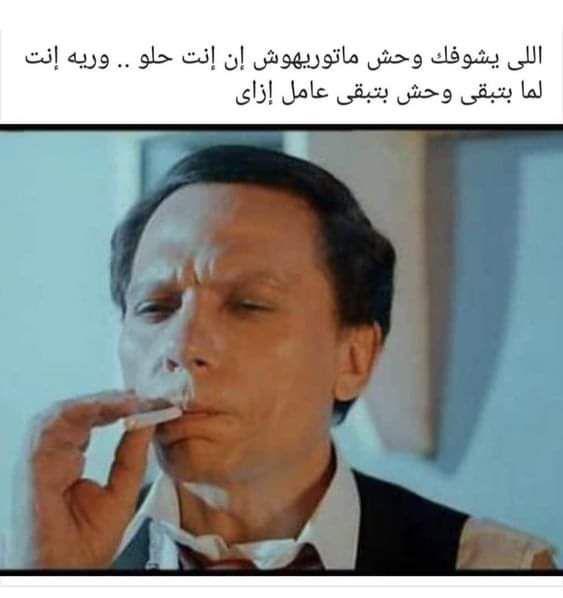 اللى يشوفك وحش ماتوريهوش إن إنت حلو .. وريه إنت
لما بتبقى وحش بتبقى عامل إزاى